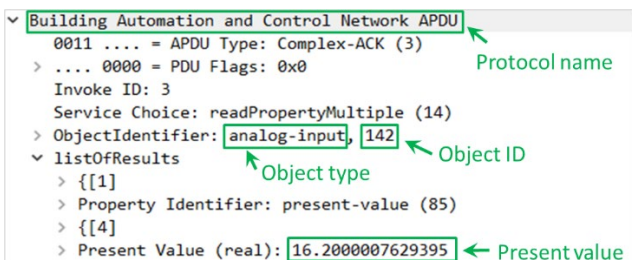 Building Automation and Control Network APDU
0011 .... = APDU Type: Complex-ACK (3)
Protocol name
.... 0000 = PDU Flags: 0x0
Invoke ID: 3
Service Choice: readPropertyMultiple (14)
ObjectIdentifier: analog-input, 142
Object ID
listOfResults
Object type
{[1]
Property Identifier: present-value (85)
{[4]
Present Value (real): 16.2000007629395
Present value